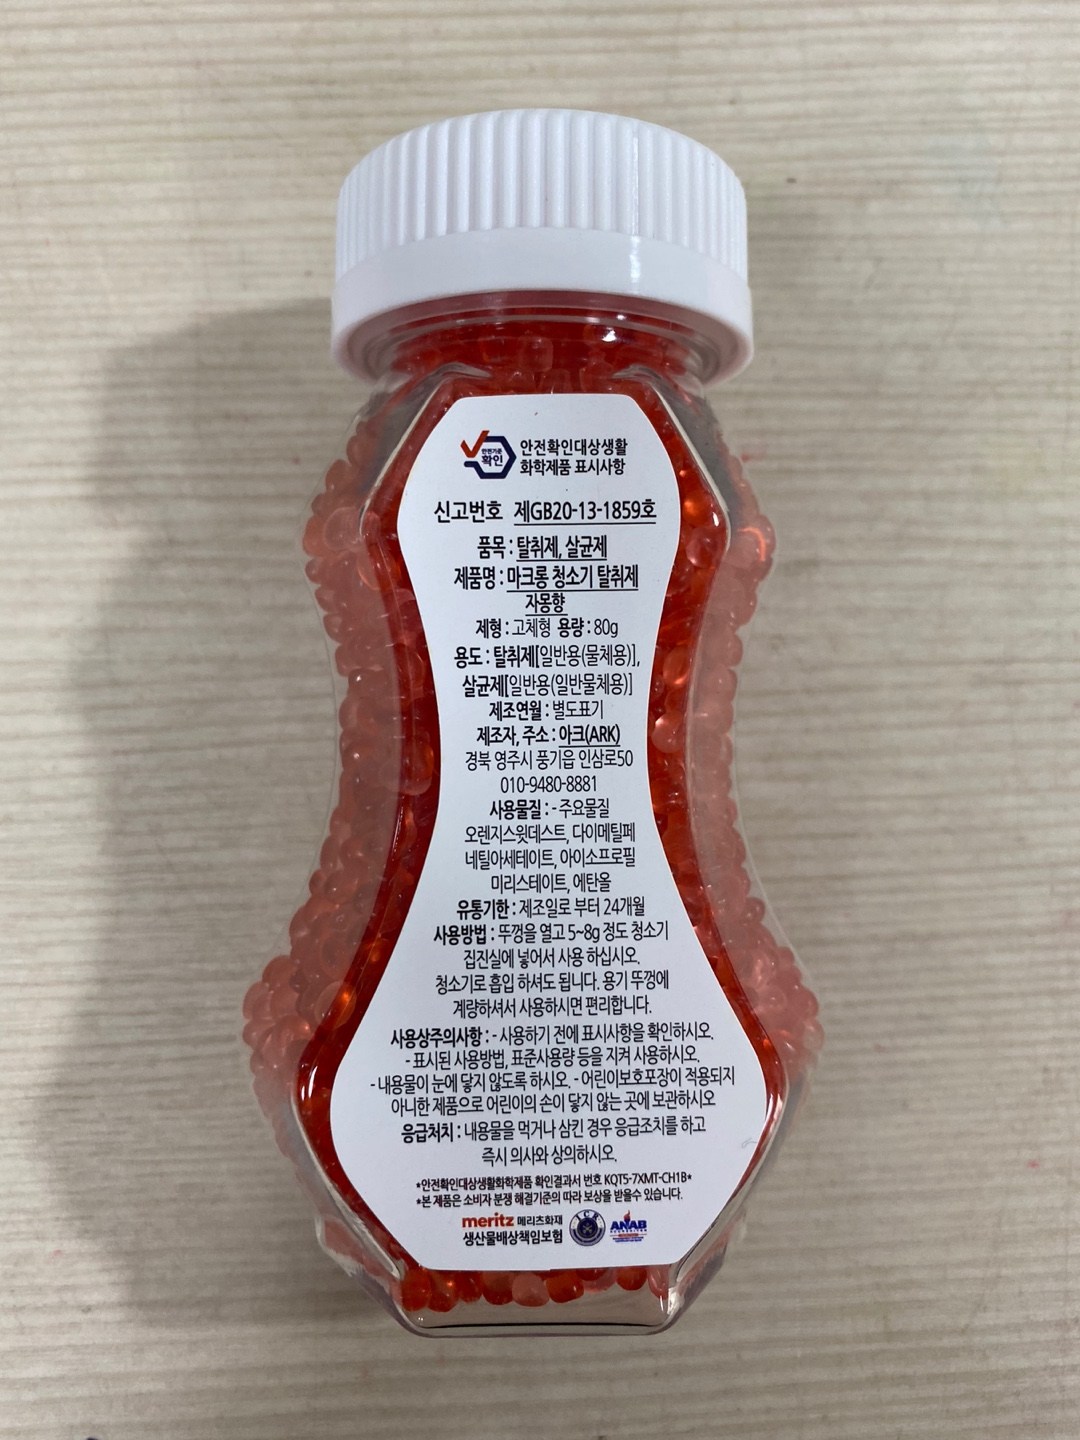 안전기준
확인
안전확인대상생활
화학제품 표시사항
신고번호 제GB20-13-1859호
품목 : 탈취제, 살균제
제품명 : 마크롱 청소기 탈취제
자몽향
제형 : 고체형 용량 : 80g
용도 : 탈취제[일반용(물체용)],
살균제[일반용(일반물체용)]
제조연월 : 별도표기
제조자, 주소 : 아크(ARK)
경북 영주시 풍기읍 인삼로50
010-9480-8881
사용물질 : - 주요물질
오렌지스윗데스트, 다이메틸페
네틸아세테이트, 아이소프로필
미리스테이트, 에탄올
유통기한 : 제조일로 부터 24개월
사용방법 : 뚜껑을 열고 5~8g 정도 청소기
집진실에 넣어서 사용 하십시오.
청소기로 흡입 하셔도 됩니다. 용기 뚜껑에
계량하셔서 사용하시면 편리합니다.
사용상주의사항 : - 사용하기 전에 표시사항을 확인하시오.
- 표시된 사용방법, 표준사용량 등을 지켜 사용하시오.
- 내용물이 눈에 닿지 않도록 하시오. - 어린이보호포장이 적용되지
아니한 제품으로 어린이의 손이 닿지 않는 곳에 보관하시오
응급처치 : 내용물을 먹거나 삼킨 경우 응급조치를 하고
즉시 의사와 상의하시오.
*안전확인대상생활화학제품 확인결과서 번호 KQT5-7XMT-CH1B*
*본 제품은 소비자 분쟁 해결기준의 따라 보상을 받을수 있습니다.
meritz 메리츠화재
생산물배상책임보험
ICR
ANAB